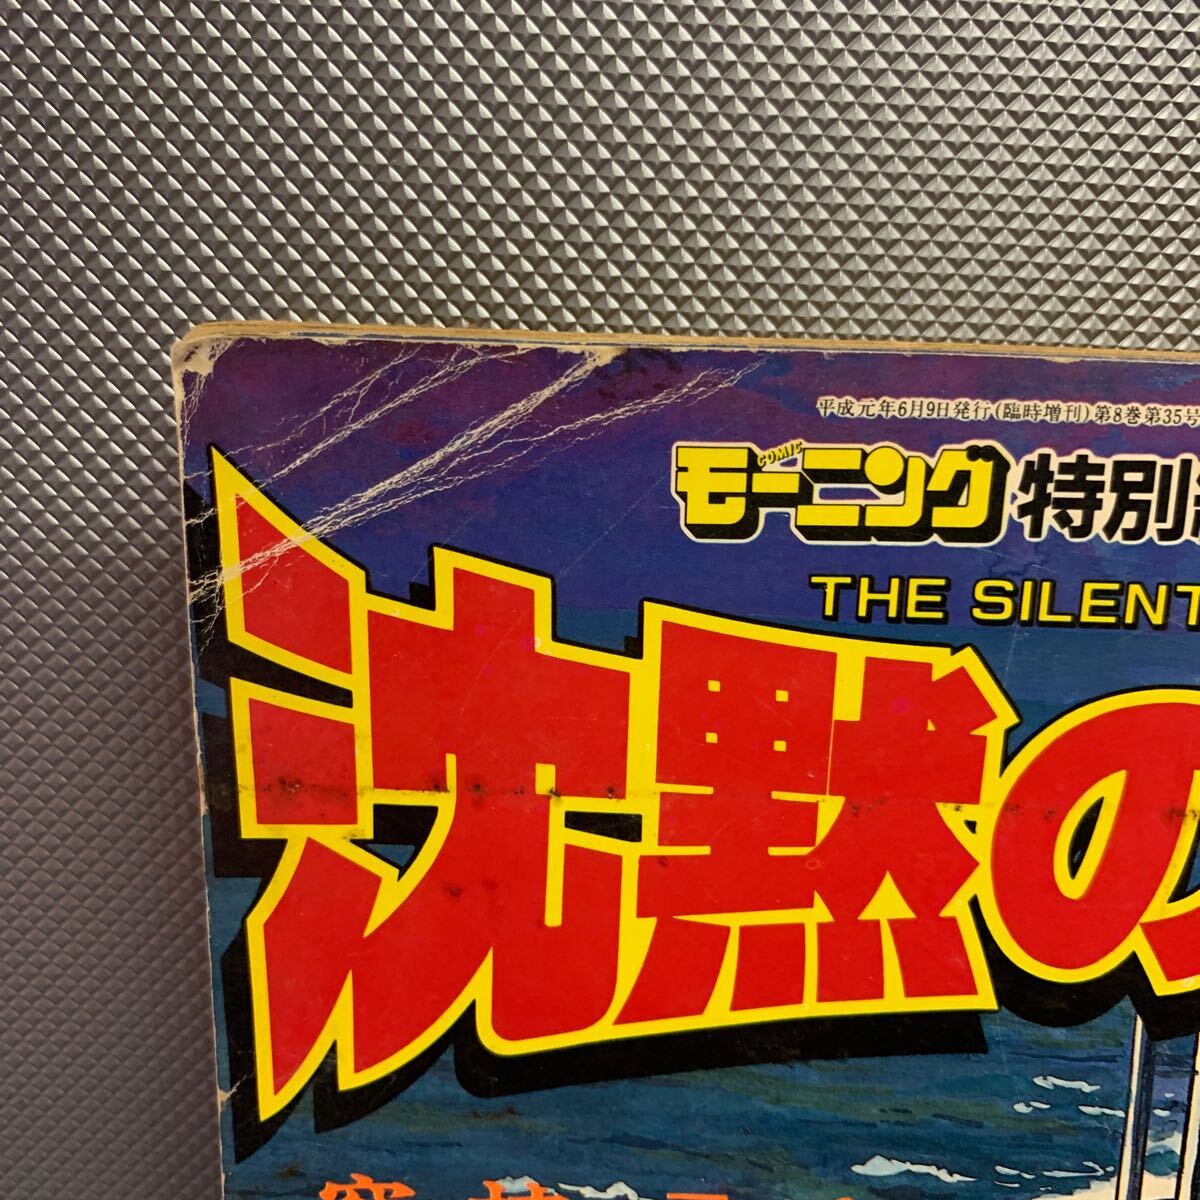 平成元年6月9日発行(臨時増刊)第8巻第35号
COMIC
モーニング 特別
THE SILENT
沈黙の